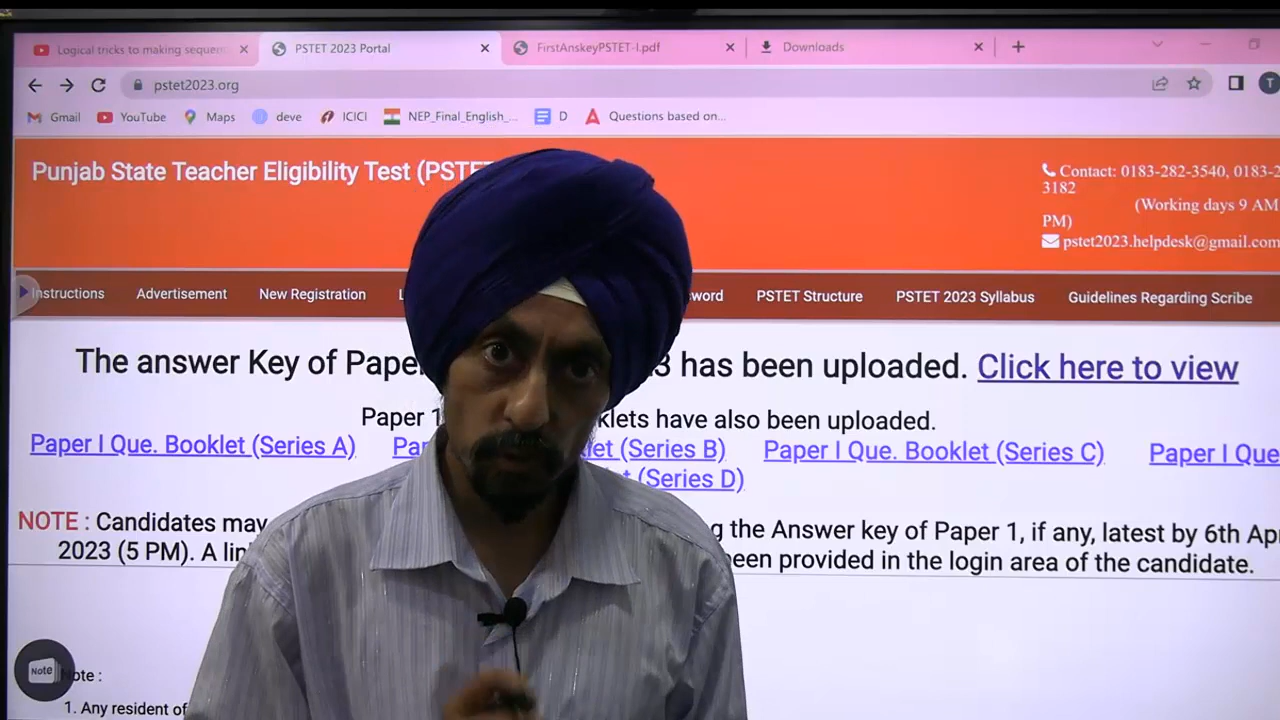 Logical tricks to making sequen
PSTET 2023 Portal
FirstAnskeyPSTET-I.pdf
Downloads
pstet2023.org
T
Gmail
YouTube
Maps
deve
ICICI
NEP_Final_English_...
D
Questions based on...
Punjab State Teacher Eligibility Test (PSTE
Contact: 0183-282-3540, 0183-2
3182
(Working days 9 AM
PM)
pstet2023.helpdesk@gmail.com
Instructions
Advertisement
New Registration
L
word
PSTET Structure
PSTET 2023 Syllabus
Guidelines Regarding Scribe
The answer Key of Pape 3 has been uploaded. Click here to view
Paper 1 klets have also been uploaded.
Paper I Que. Booklet (Series A) Pap let (Series B) Paper I Que. Booklet (Series C) Paper I Que
t (Series D)
NOTE : Candidates may g the Answer key of Paper 1, if any, latest by 6th Ap
2023 (5 PM). A lin een provided in the login area of the candidate.
Note
ote :
1. Any resident of